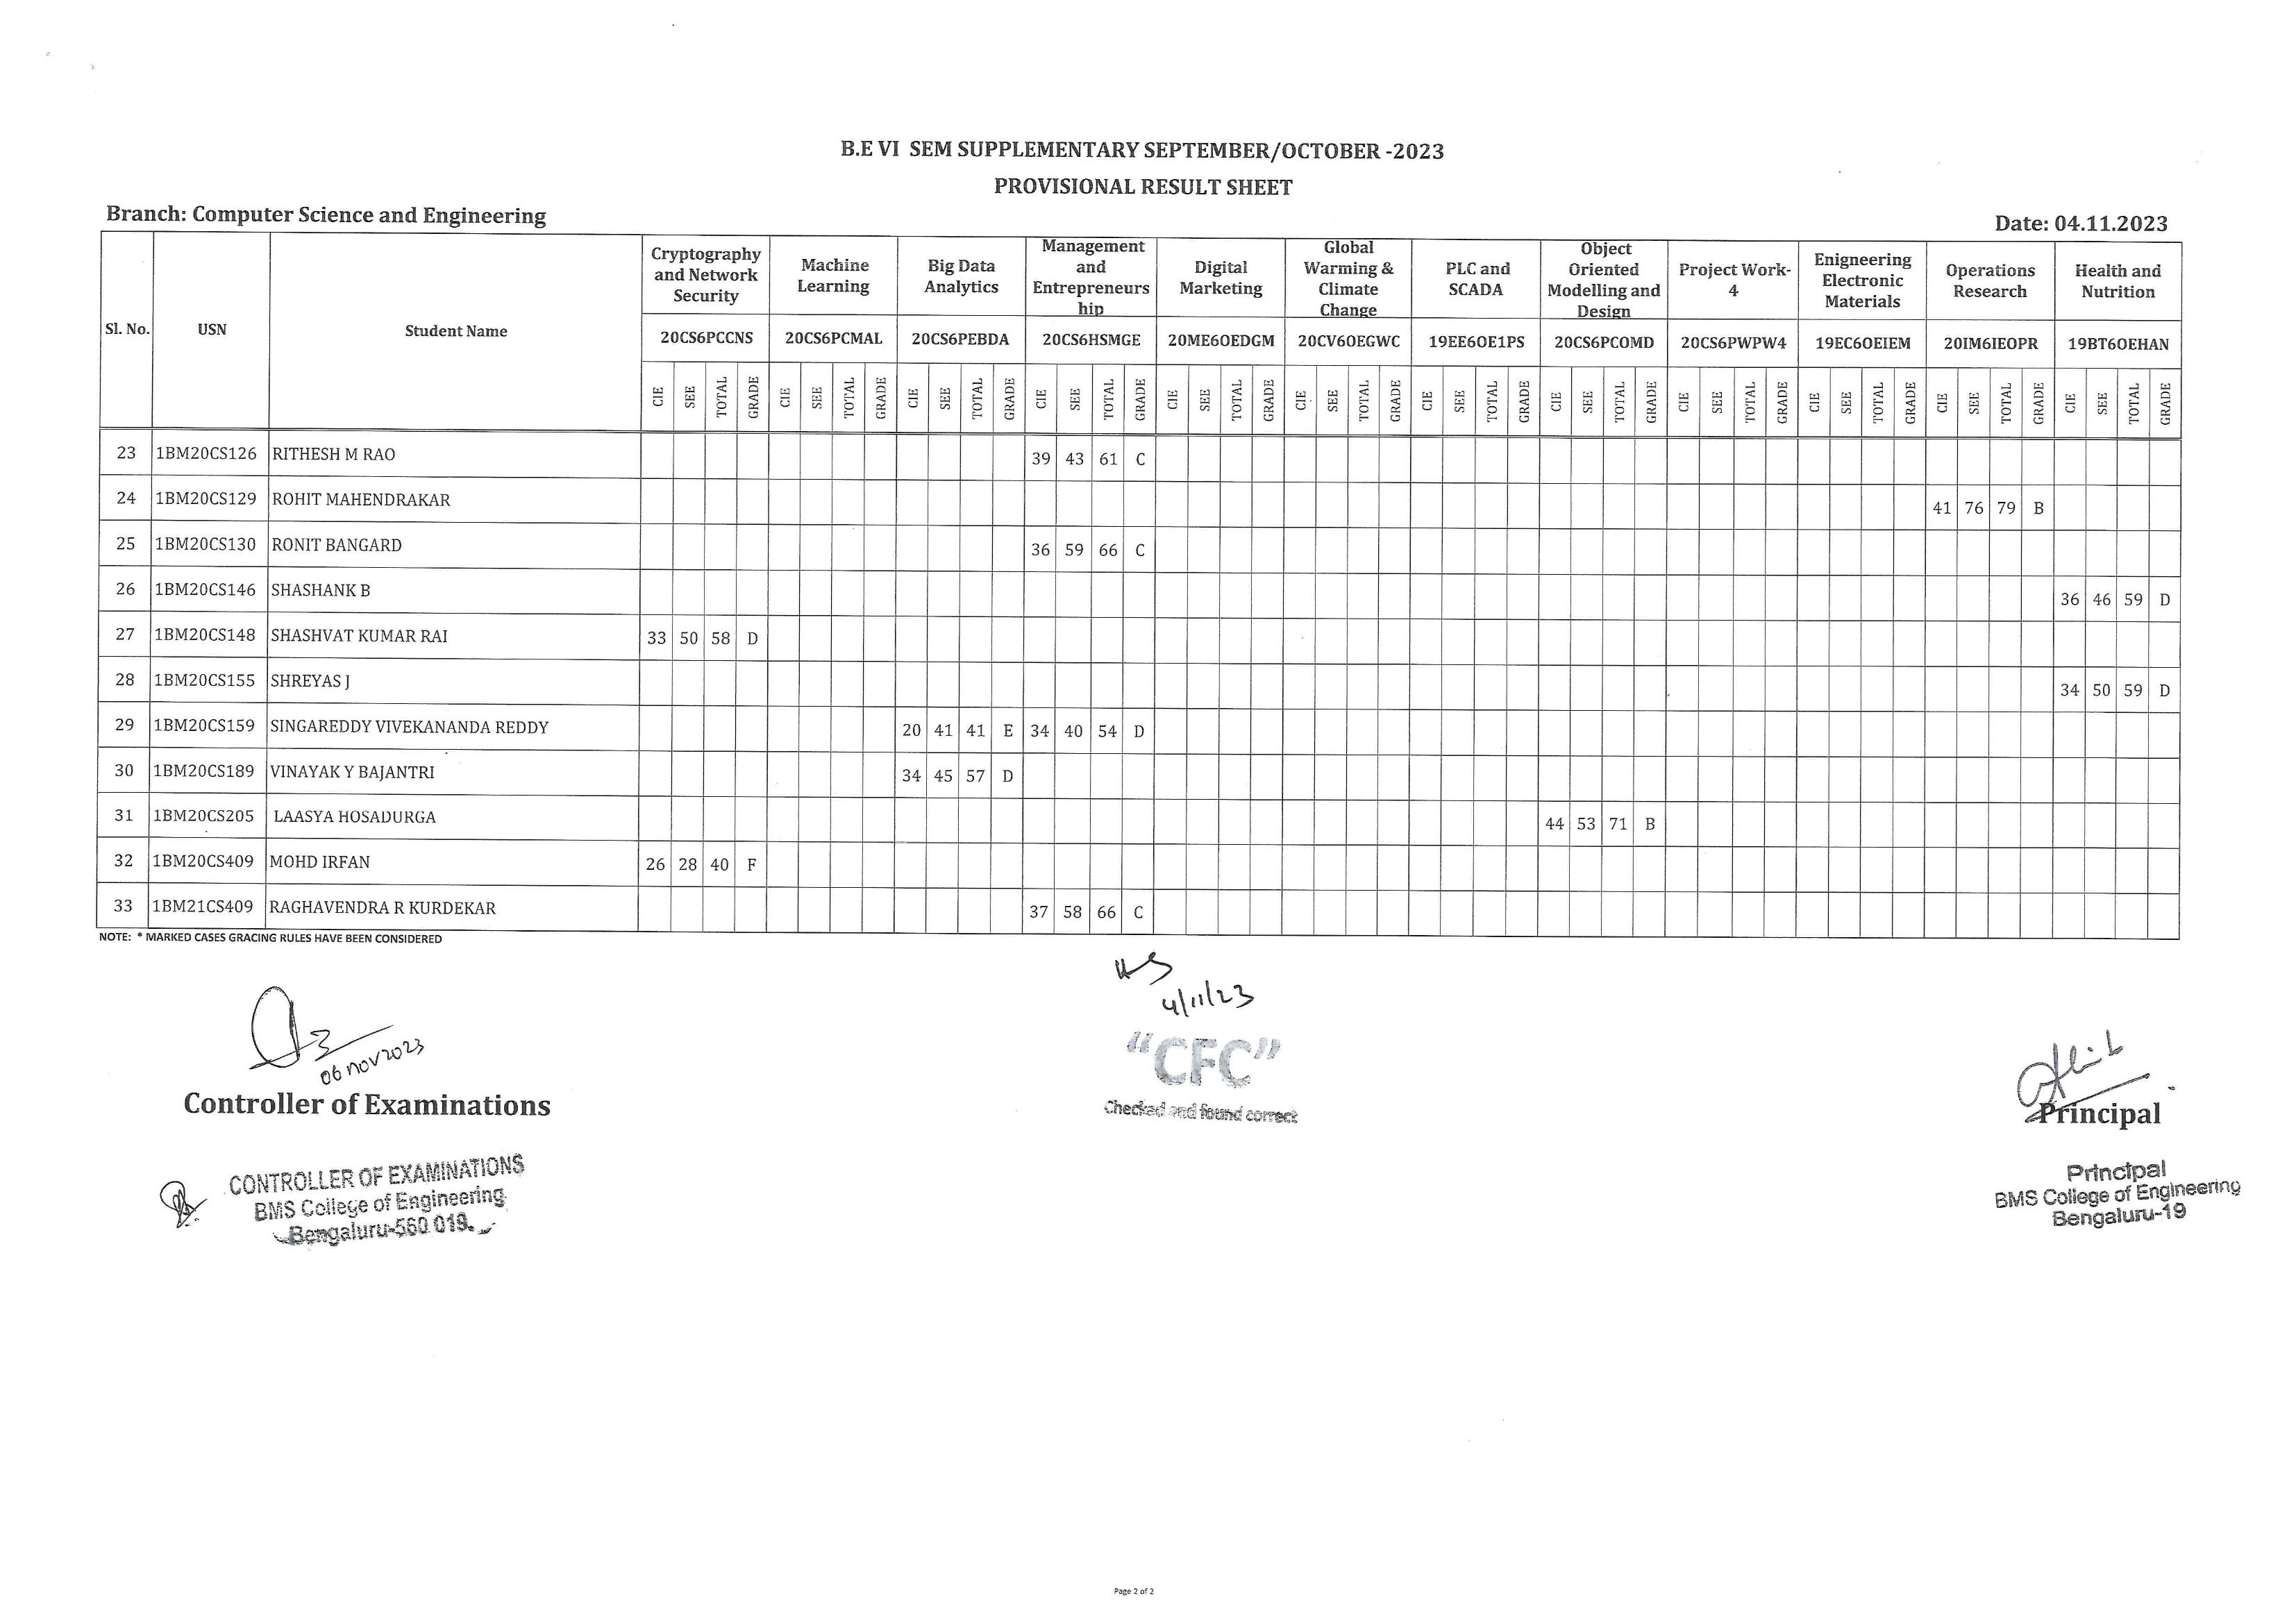 B.E VI SEM SUPPLEMENTARY SEPTEMBER/OCTOBER -2023
PROVISIONAL RESULT SHEET
Branch: Computer Science and Engineering
Date: 04.11.2023
Sl. No. USN Student Name
Cryptography and Network Security
Machine Learning
Big Data Analytics
Management and Entrepreneurs hip
Digital Marketing
Global Warming & Climate Change
PLC and SCADA
Object Oriented Modelling and Design
Project Work-4
Enigneering Electronic Materials
Operations Research
Health and Nutrition
20CS6PCCNS 20CS6PCMAL 20CS6PEBDA 20CS6HSMGE 20ME6OEDGM 20CV6OEGWC 19EE6OE1PS 20CS6PCOMD 20CS6PWPW4 19EC6OEIEM 20IM6IEOPR 19BT6OEHAN
CIE SEE TOTAL GRADE CIE SEE TOTAL GRADE CIE SEE TOTAL GRADE CIE SEE TOTAL GRADE CIE SEE TOTAL GRADE CIE SEE TOTAL GRADE CIE SEE TOTAL GRADE CIE SEE TOTAL GRADE CIE SEE TOTAL GRADE CIE SEE TOTAL GRADE CIE SEE TOTAL GRADE CIE SEE TOTAL GRADE
23 1BM20CS126 RITHESH M RAO 39 43 61 C
24 1BM20CS129 ROHIT MAHENDRAKAR 41 76 79 B
25 1BM20CS130 RONIT BANGARD 36 59 66 C
26 1BM20CS146 SHASHANK B 36 46 59 D
27 1BM20CS148 SHASHVAT KUMAR RAI 33 50 58 D
28 1BM20CS155 SHREYAS J 34 50 59 D
29 1BM20CS159 SINGAREDDY VIVEKANANDA REDDY 20 41 41 E 34 40 54 D
30 1BM20CS189 VINAYAK Y BAJANTRI 34 45 57 D
31 1BM20CS205 LAASYA HOSADURGA 44 53 71 B
32 1BM20CS409 MOHD IRFAN 26 28 40 F
33 1BM21CS409 RAGHAVENDRA R KURDEKAR 37 58 66 C
NOTE: * MARKED CASES GRACING RULES HAVE BEEN CONSIDERED
4/11/23
06 nov 2023
"CFC"
Checked and found correct
Controller of Examinations
Principal
CONTROLLER OF EXAMINATIONS
BMS College of Engineering
Bengaluru-560 019.
Principal
BMS College of Engineering
Bengaluru-19
Page 2 of 2